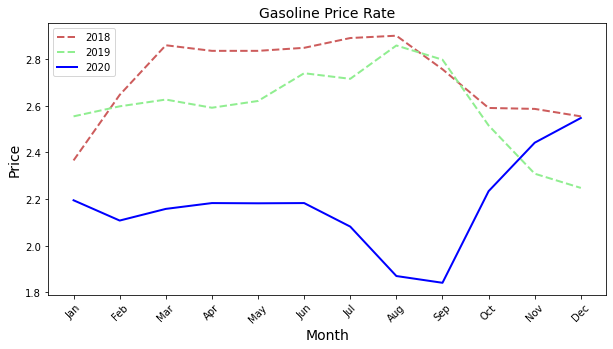 Gasoline Price Rate
2018
2019
2020
Price
2.8
2.6
2.4
2.2
2.0
1.8
Jan Feb Mar Apr May Jun Jul Aug Sep Oct Nov Dec
Month